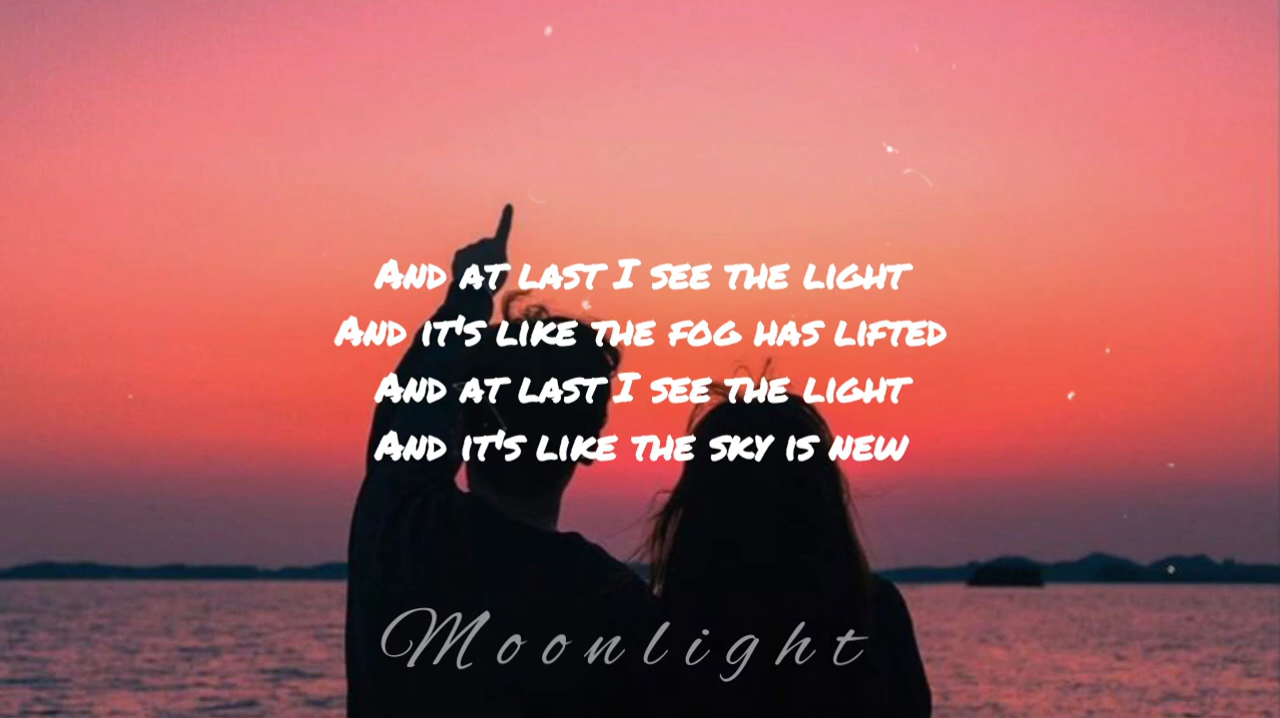 And at last I see the light
And it's like the fog has lifted
And at last I see the light
And it's like the sky is new
Moonlight